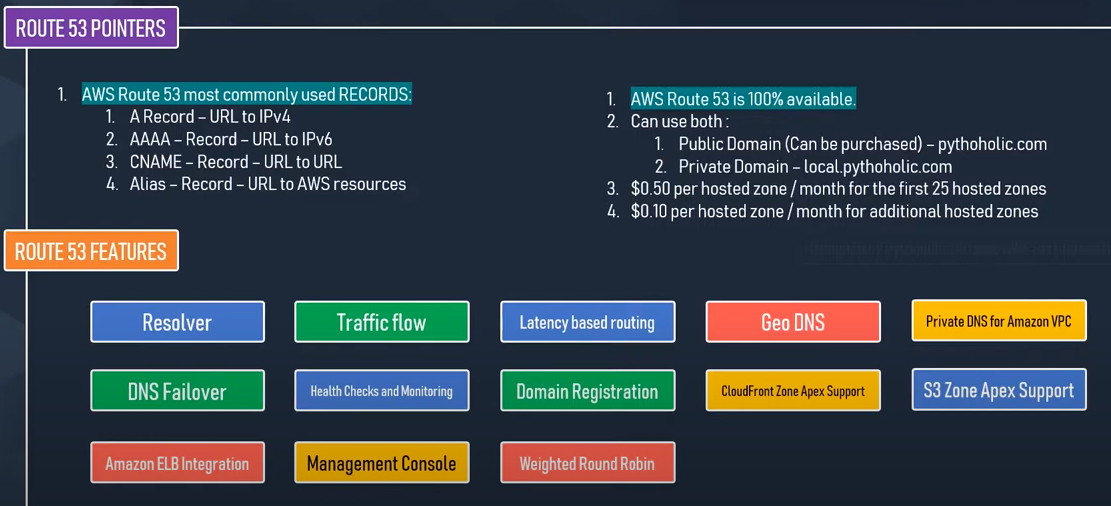 ROUTE 53 POINTERS
1. AWS Route 53 most commonly used RECORDS:
1. A Record – URL to IPv4
2. AAAA – Record – URL to IPv6
3. CNAME – Record – URL to URL
4. Alias – Record – URL to AWS resources
1. AWS Route 53 is 100% available.
2. Can use both :
1. Public Domain (Can be purchased) – pythoholic.com
2. Private Domain – local.pythoholic.com
3. $0.50 per hosted zone / month for the first 25 hosted zones
4. $0.10 per hosted zone / month for additional hosted zones
ROUTE 53 FEATURES
Resolver
Traffic flow
Latency based routing
Geo DNS
Private DNS for Amazon VPC
DNS Failover
Health Checks and Monitoring
Domain Registration
CloudFront Zone Apex Support
S3 Zone Apex Support
Amazon ELB Integration
Management Console
Weighted Round Robin